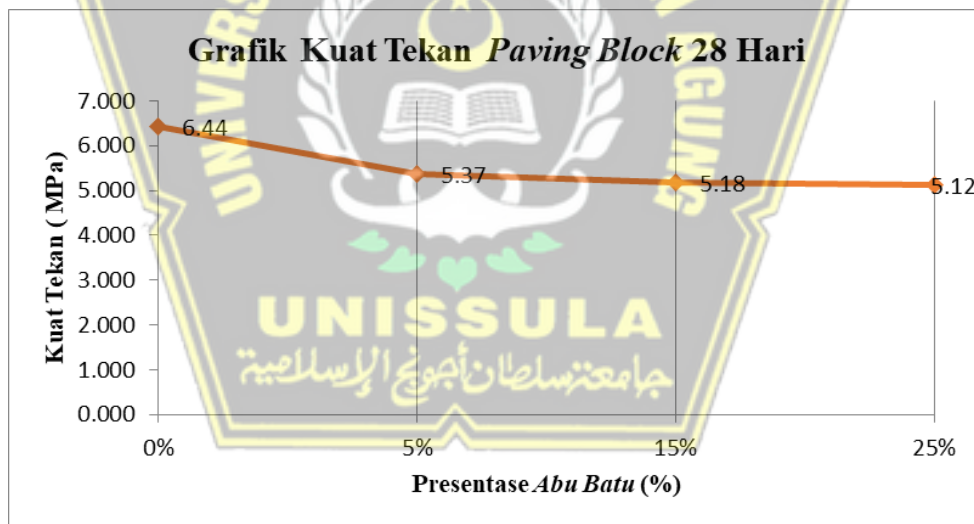 Grafik Kuat Tekan Paving Block 28 Hari
7.000
6.000
5.000
4.000
3.000
2.000
1.000
0.000
Kuat Tekan ( MPa)
6.44
5.37
5.18
5.12
0%
5%
15%
25%
Presentase Abu Batu (%)
UNISSULA
جامعة سلطان أجونج الإسلامية
AGUNG